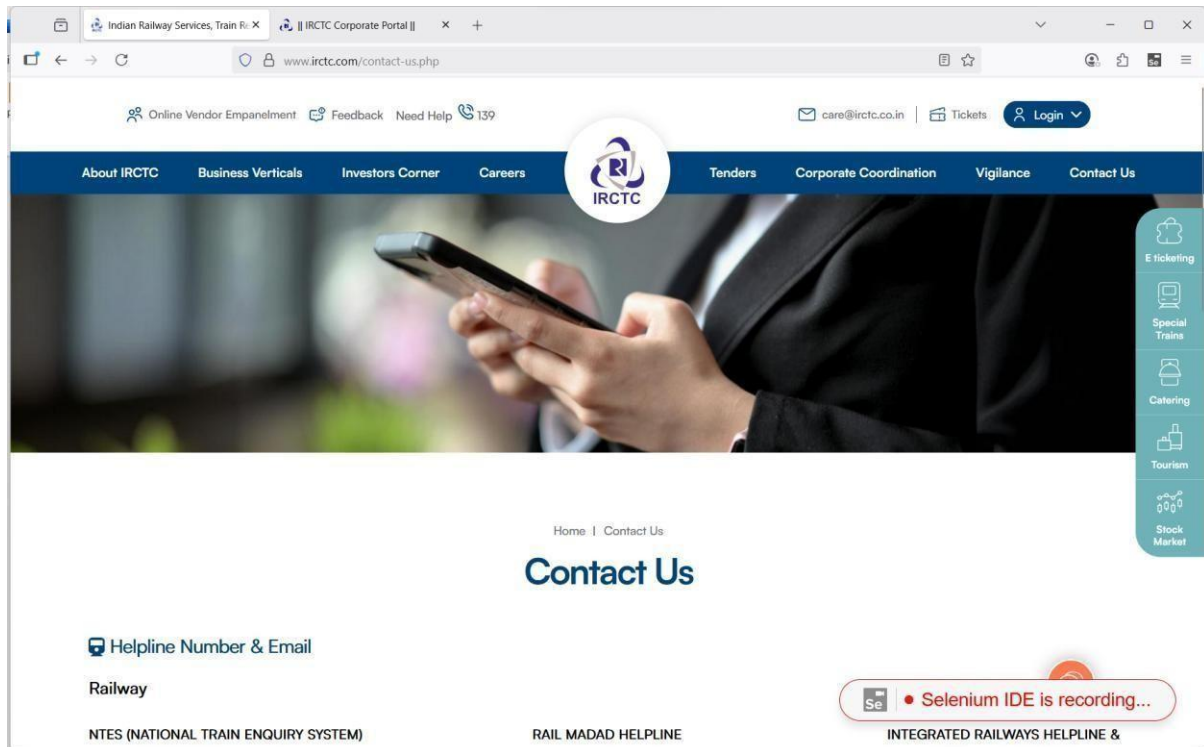 Indian Railway Services, Train Re
|| IRCTC Corporate Portal ||
www.irctc.com/contact-us.php
Se
Online Vendor Empanelment Feedback Need Help 139
care@irctc.co.in Tickets Login
About IRCTC Business Verticals Investors Corner Careers
IRCTC
Tenders Corporate Coordination Vigilance Contact Us
E ticketing
Special
Trains
Catering
Tourism
Stock
Market
Home | Contact Us
Contact Us
Helpline Number & Email
Railway
Se Selenium IDE is recording...
NTES (NATIONAL TRAIN ENQUIRY SYSTEM) RAIL MADAD HELPLINE INTEGRATED RAILWAYS HELPLINE &